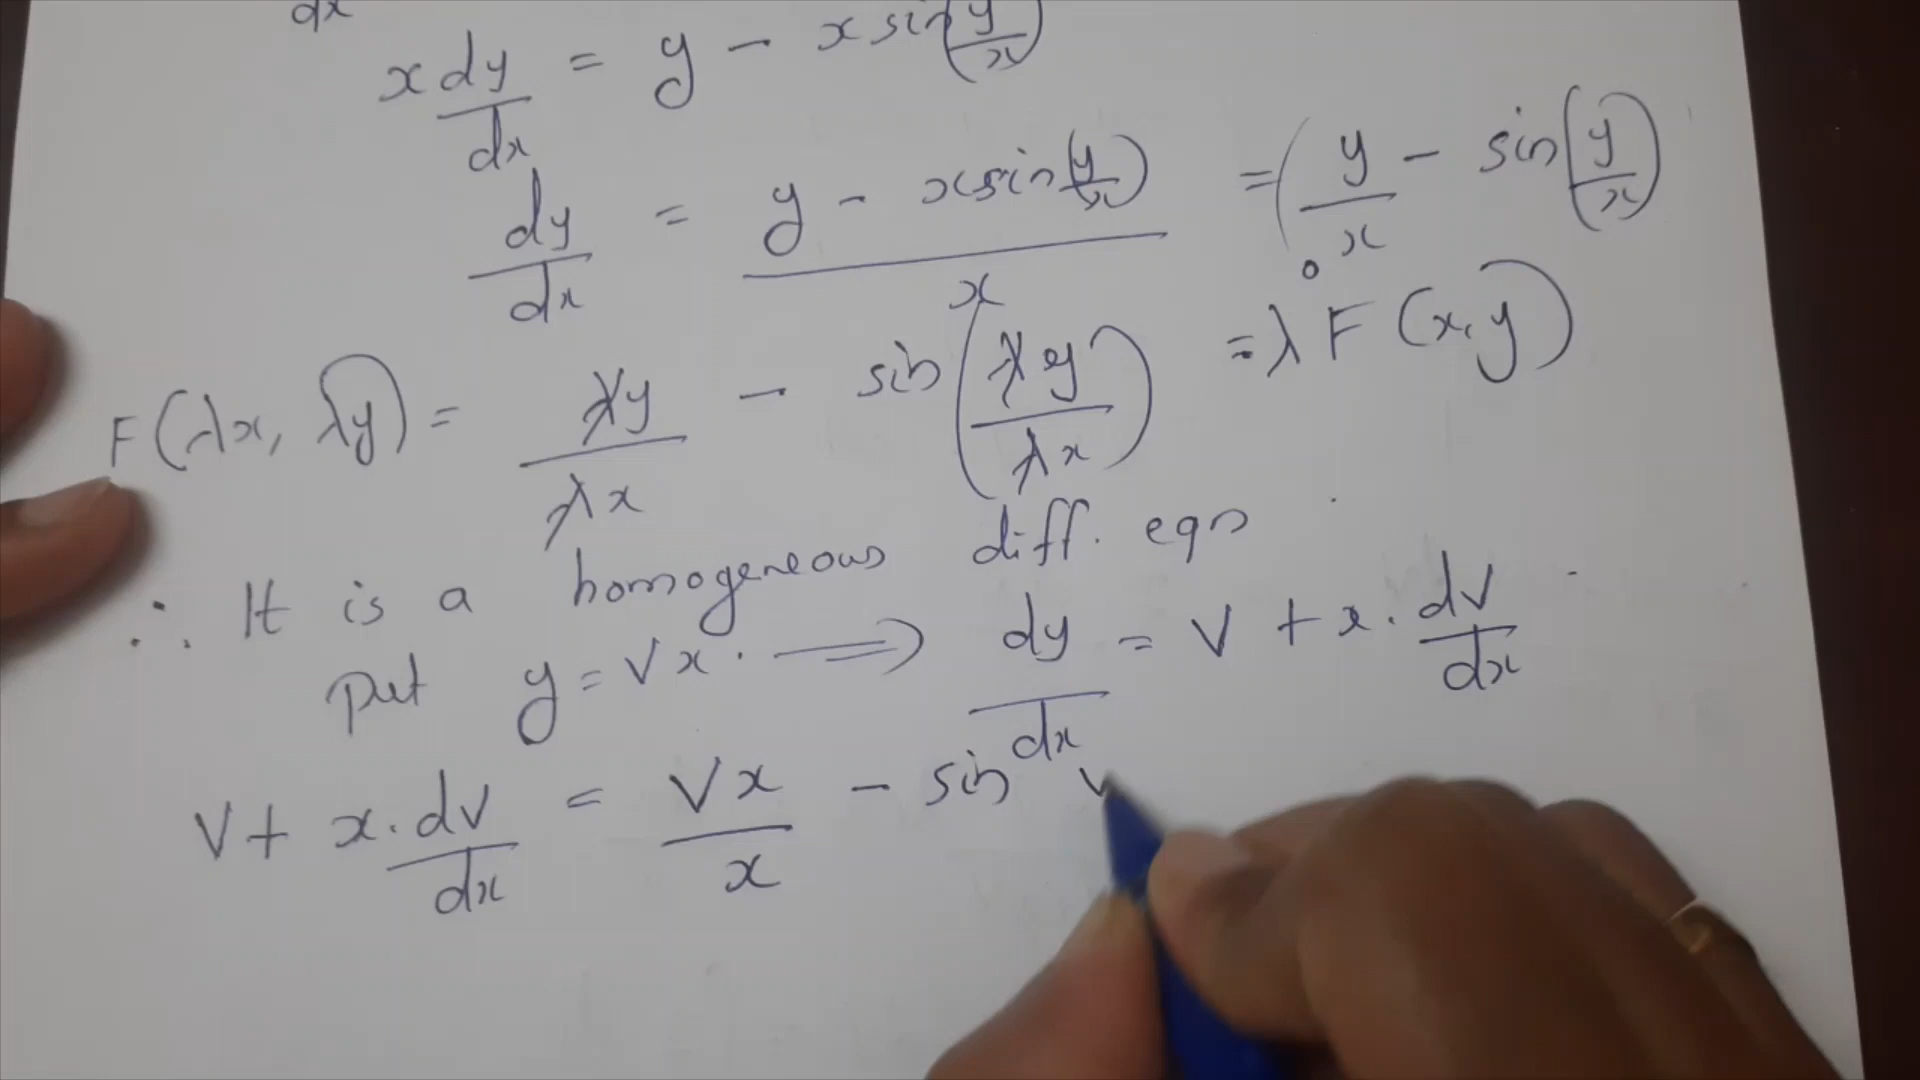 dx
x dy/dx = y - x sin(y/x)
dy/dx = (y - x sin(y/x))/x = (y/x - sin(y/x))
F(λx, λy) = λy/λx - sin(λy/λx) = λ° F(x, y)
∴ It is a homogeneous diff. eqn
Put y = Vx. ⟹ dy/dx = V + x. dV/dx
V + x. dV/dx = Vx/x - sin V